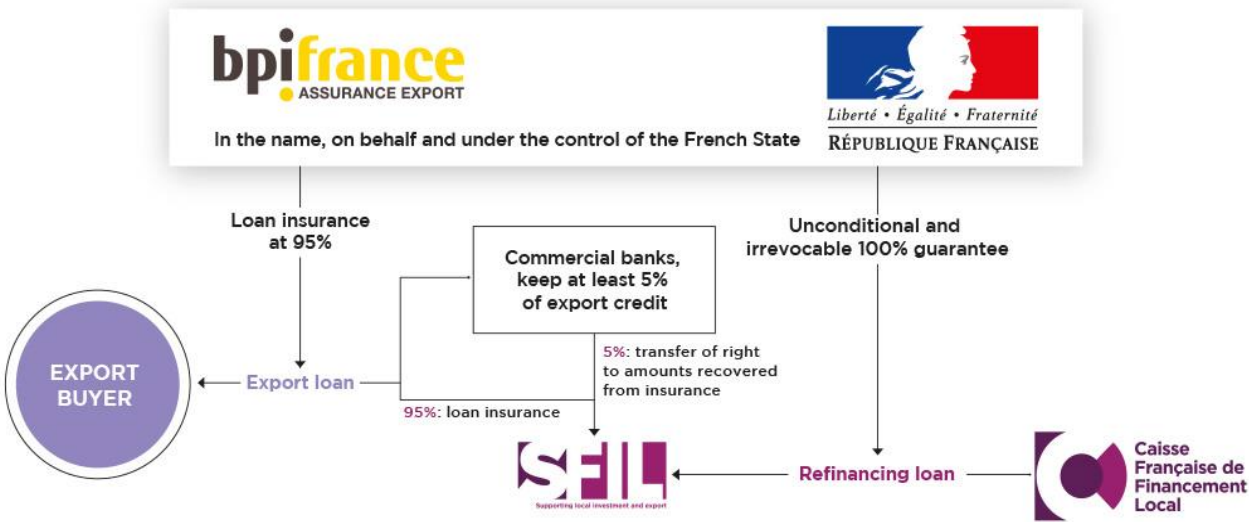 bpifrance
ASSURANCE EXPORT
In the name, on behalf and under the control of the French State
Liberté • Égalité • Fraternité
RÉPUBLIQUE FRANÇAISE
Loan insurance
at 95%
Unconditional and
irrevocable 100% guarantee
Commercial banks,
keep at least 5%
of export credit
EXPORT
BUYER
Export loan
5%: transfer of right
to amounts recovered
from insurance
95%: loan insurance
SFIL
Supporting local investment and export
Refinancing loan
Caisse
Française de
Financement
Local